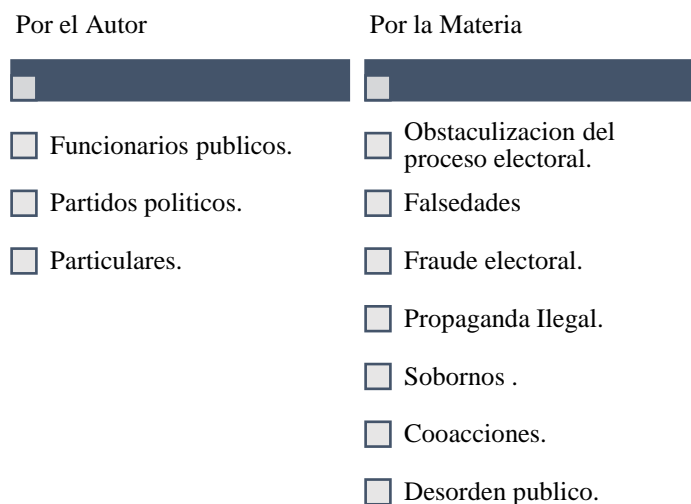 Por el Autor
Funcionarios publicos.
Partidos politicos.
Particulares.
Por la Materia
Obstaculizacion del
proceso electoral.
Falsedades
Fraude electoral.
Propaganda Ilegal.
Sobornos .
Cooacciones.
Desorden publico.